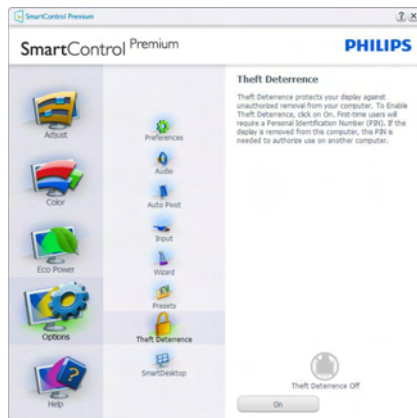 SmartControl Premium
? X
SmartControl Premium
PHILIPS
Adjust
Color
Eco Power
Options
Help
Preferences
Audio
Auto Pivot
Input
Wizard
Presets
Theft Deterrence
SmartDesktop
Theft Deterrence
Theft Deterrence protects your display against
unauthorized removal from your computer. To Enable
Theft Deterrence, click on On. First-time users will
require a Personal Identification Number (PIN). If the
display is removed from this computer, this PIN is
needed to authorize use on another computer.
Theft Deterrence Off
On